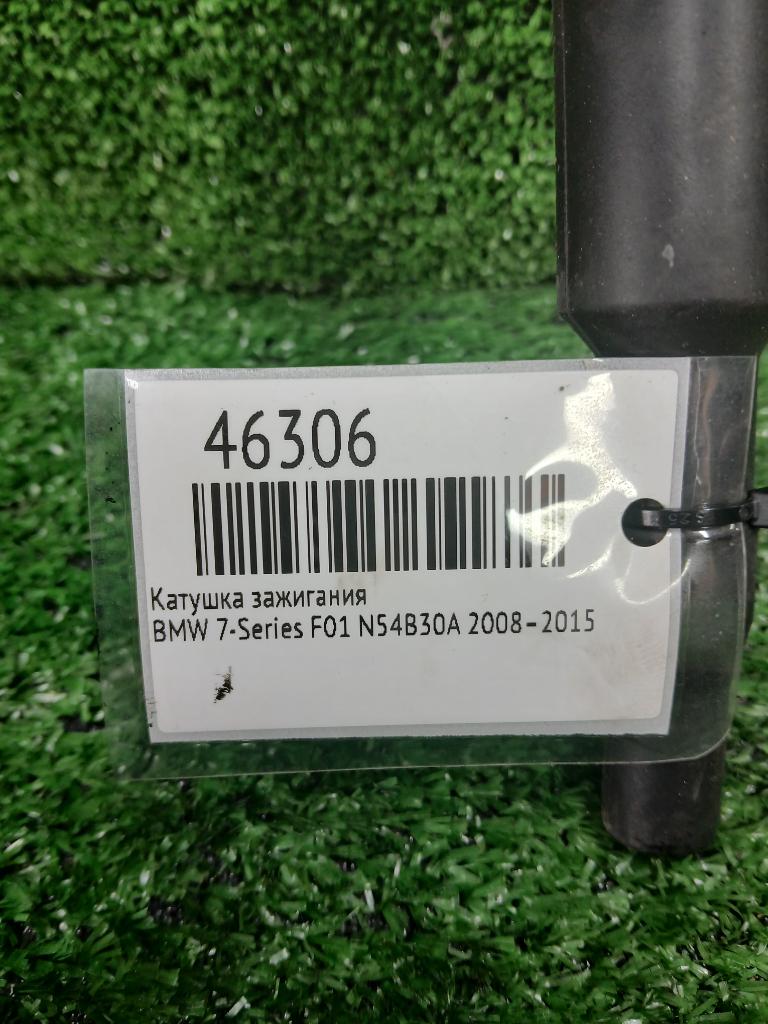 46306
Катушка зажигания
BMW 7-Series F01 N54B30A 2008-2015